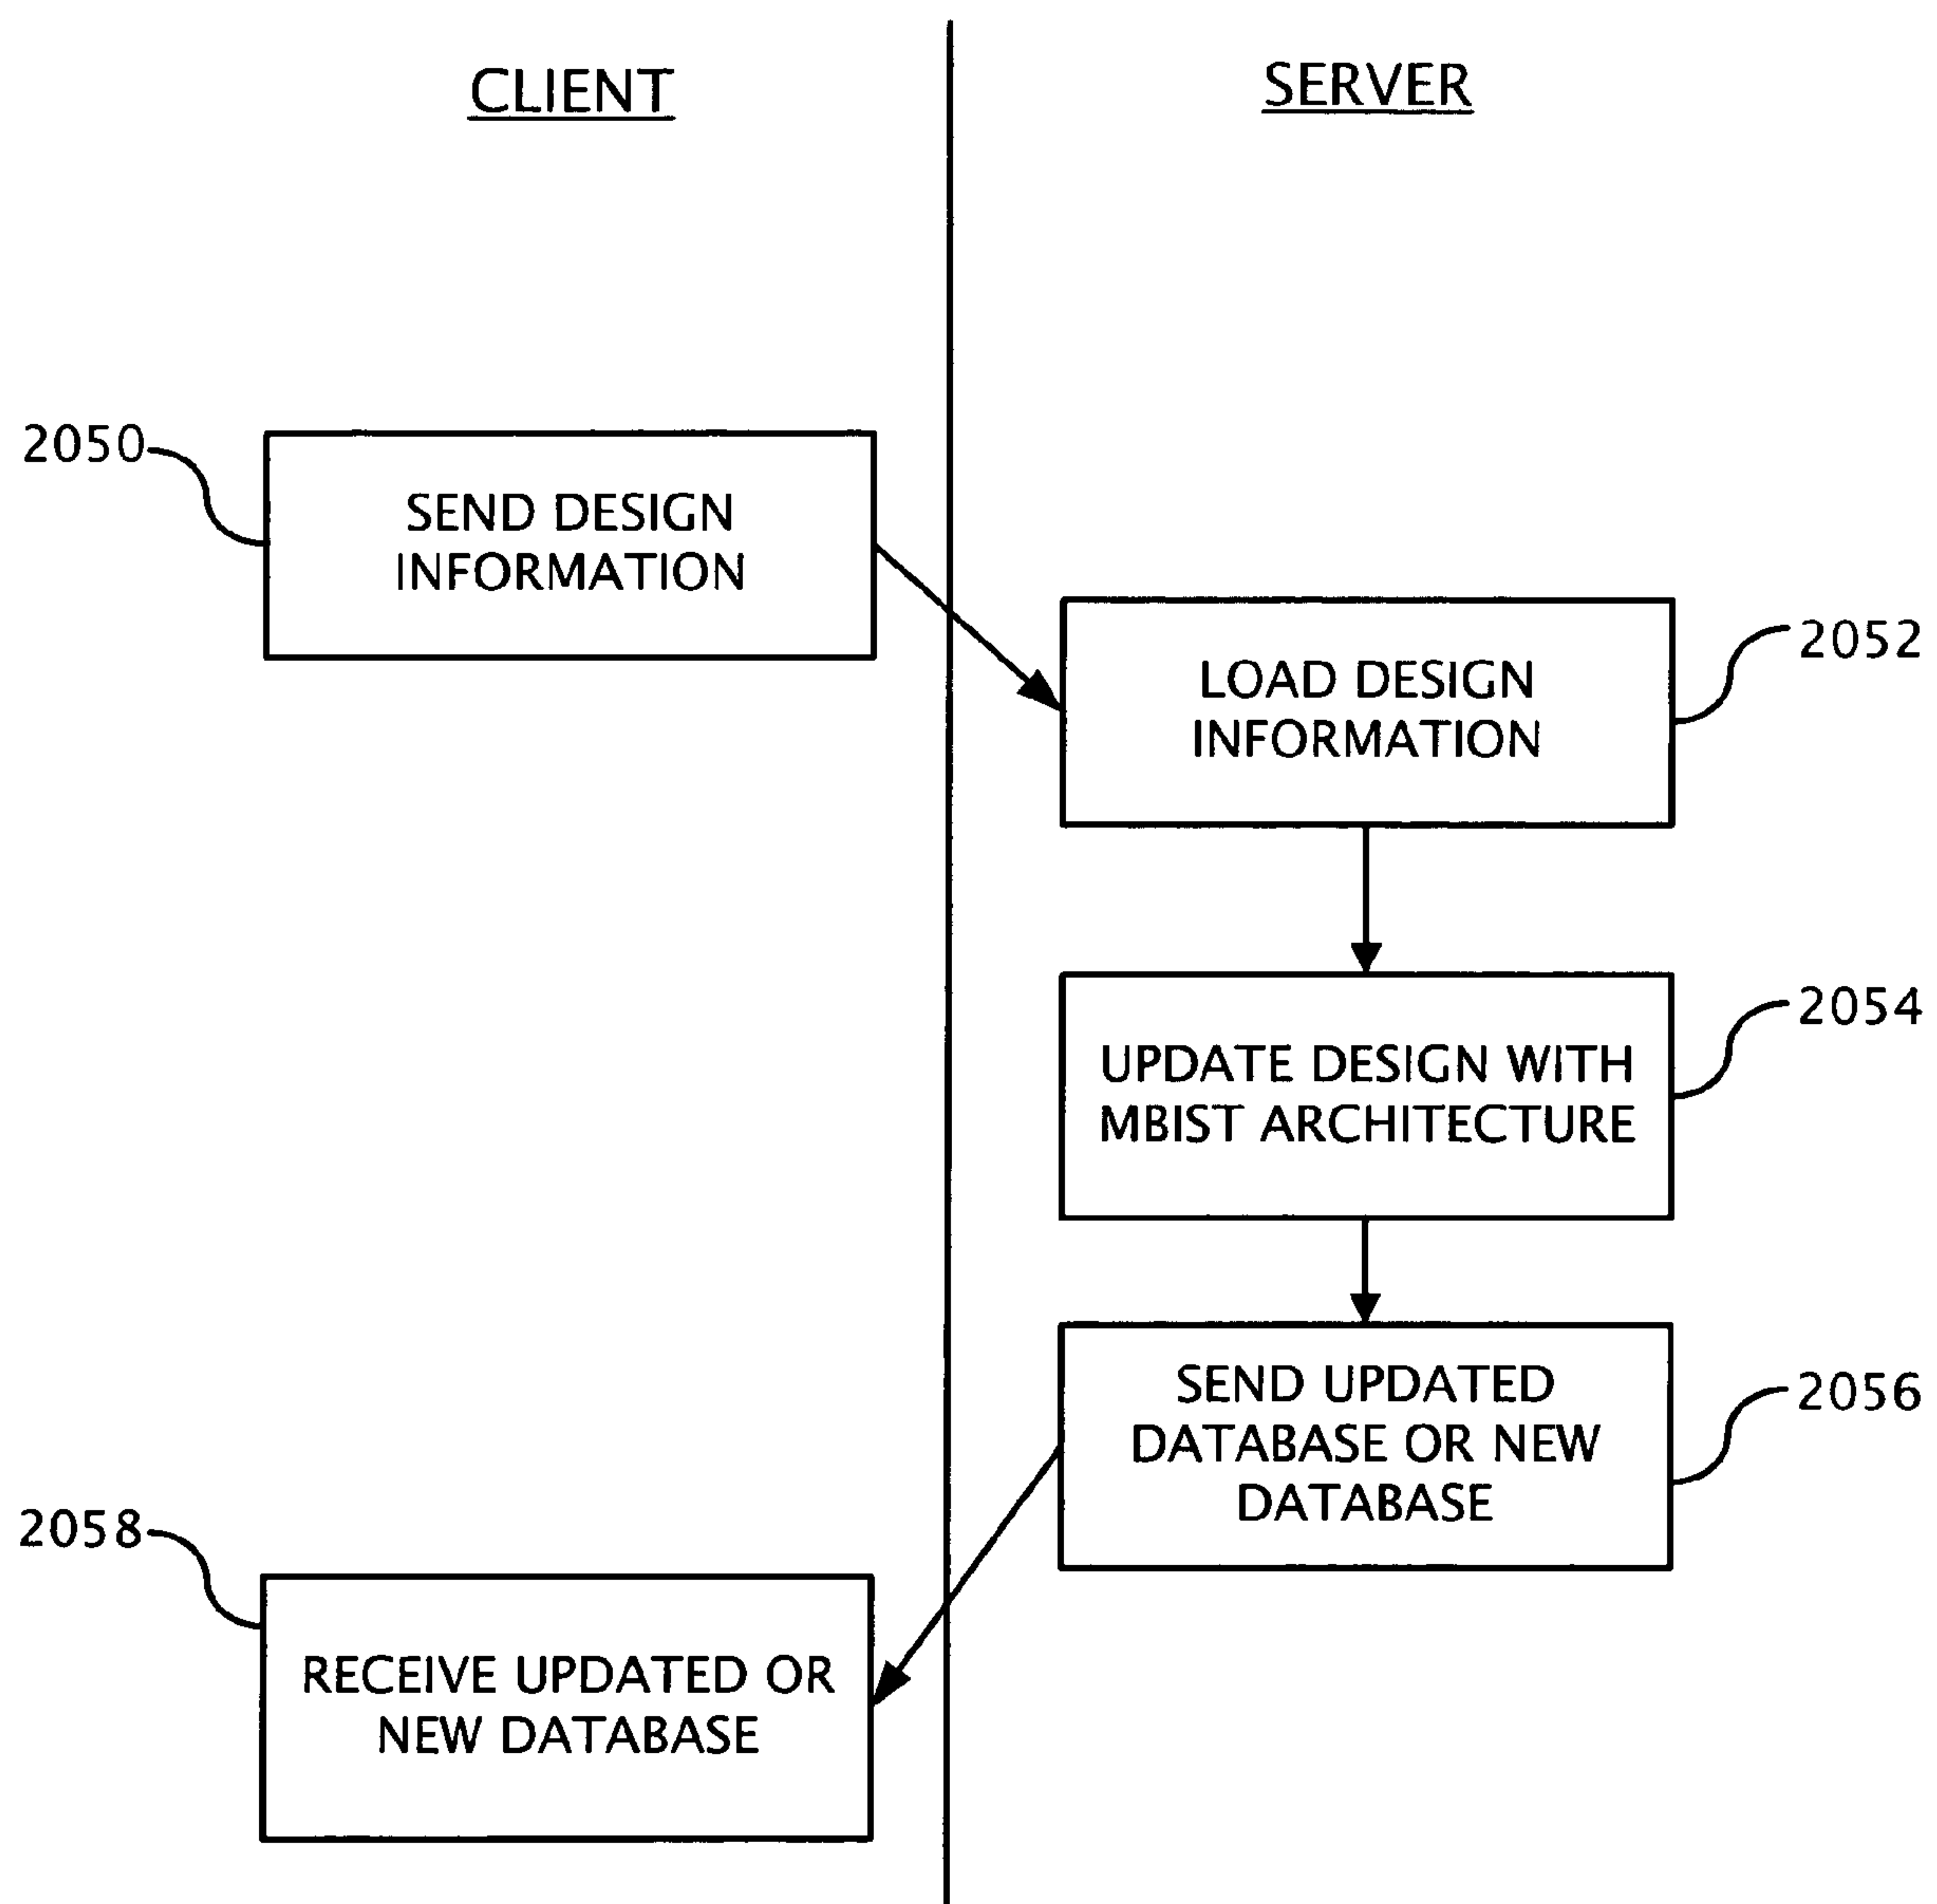 CLIENT
SERVER
2050
SEND DESIGN
INFORMATION
2052
LOAD DESIGN
INFORMATION
2054
UPDATE DESIGN WITH
MBIST ARCHITECTURE
2056
SEND UPDATED
DATABASE OR NEW
DATABASE
2058
RECEIVE UPDATED OR
NEW DATABASE